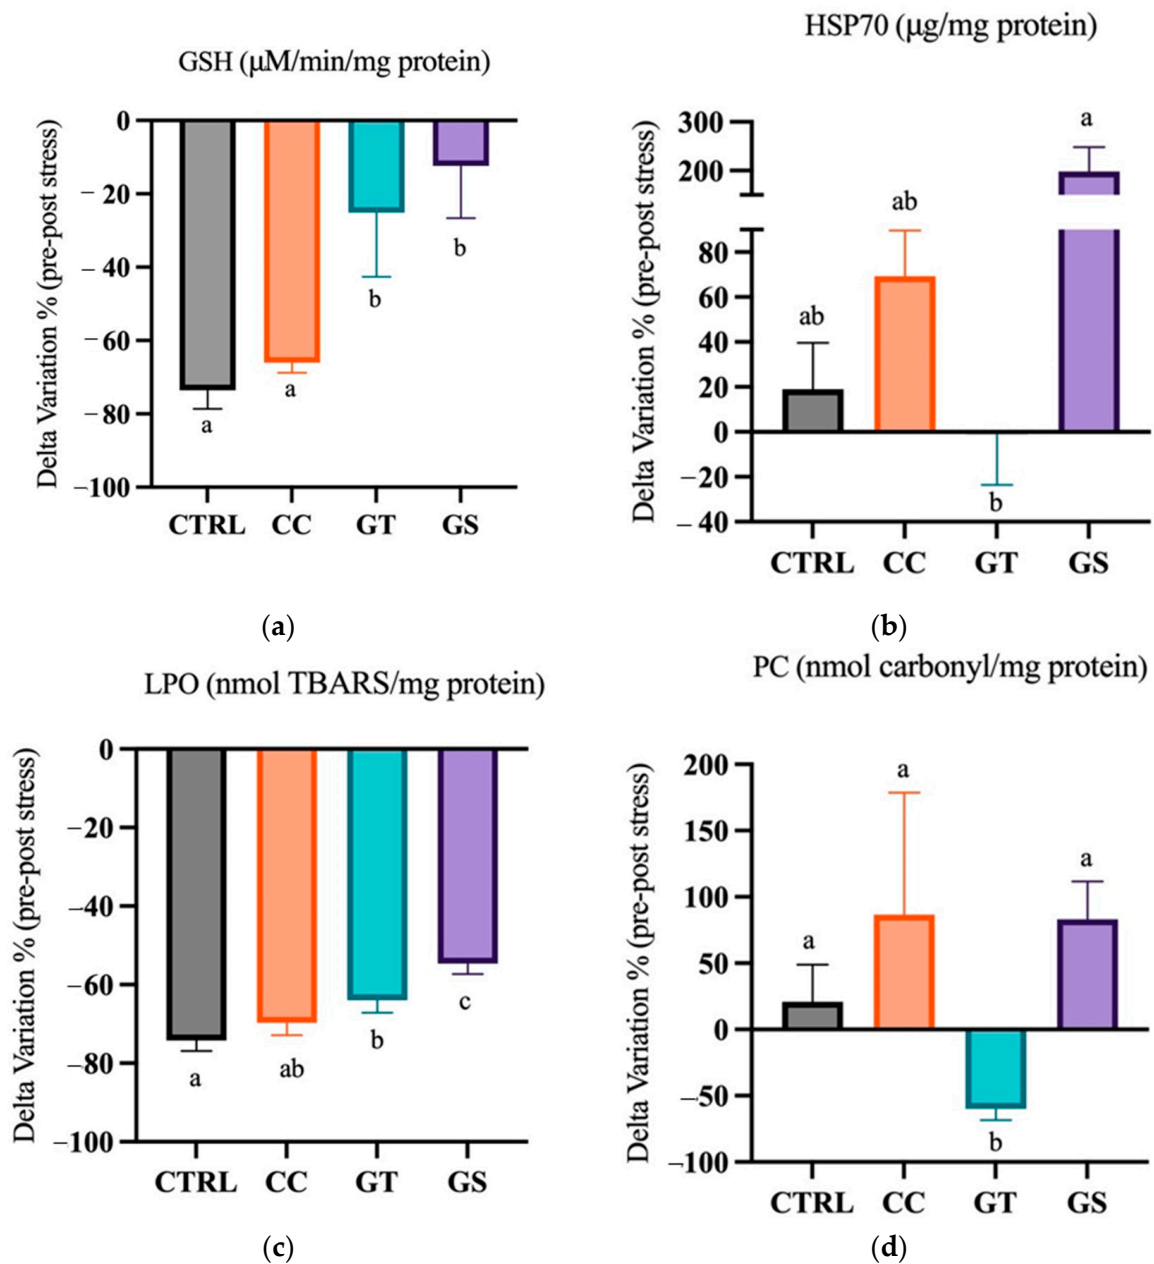 GSH (μM/min/mg protein)
Delta Variation % (pre-post stress)
0
−20
−40
−60
−80
−100
a
a
b
b
CTRL CC GT GS
(a)
HSP70 (μg/mg protein)
Delta Variation % (pre-post stress)
300
200
80
60
40
20
0
−20
−40
ab
ab
b
a
CTRL CC GT GS
(b)
LPO (nmol TBARS/mg protein)
Delta Variation % (pre-post stress)
0
−20
−40
−60
−80
−100
a
ab
b
c
CTRL CC GT GS
(c)
PC (nmol carbonyl/mg protein)
Delta Variation % (pre-post stress)
200
150
100
50
0
−50
−100
a
a
b
a
CTRL CC GT GS
(d)